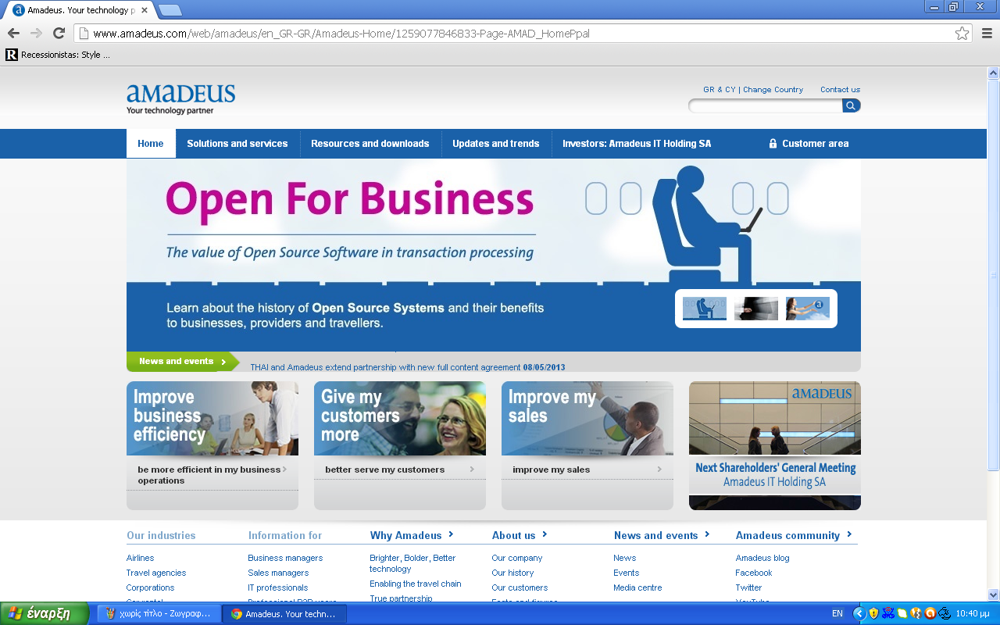 Amadeus. Your technology p
www.amadeus.com/web/amadeus/en_GR-GR/Amadeus-Home/1259077846833-Page-AMAD_HomePpal
R Recessionistas: Style ...
amadeus
Your technology partner
GR & CY | Change Country Contact us
Home Solutions and services Resources and downloads Updates and trends Investors: Amadeus IT Holding SA Customer area
Open For Business
The value of Open Source Software in transaction processing
Learn about the history of Open Source Systems and their benefits
to businesses, providers and travellers.
News and events
THAI and Amadeus extend partnership with new full content agreement 08/05/2013
Improve
business
efficiency
be more efficient in my business
operations
Give my
customers
more
better serve my customers
Improve my
sales
improve my sales
amadeus
Next Shareholders' General Meeting
Amadeus IT Holding SA
Our industries
Airlines
Travel agencies
Corporations
Information for
Business managers
Sales managers
IT professionals
Why Amadeus
Brighter, Bolder, Better
technology
Enabling the travel chain
True partnership
About us
Our company
Our history
Our customers
Facts and figures
News and events
News
Events
Media centre
Amadeus community
Amadeus blog
Facebook
Twitter
YouTube
έναρξη χωρίς τίτλο - Ζωγραφ... Amadeus. Your techn... EN 10:40 μμ